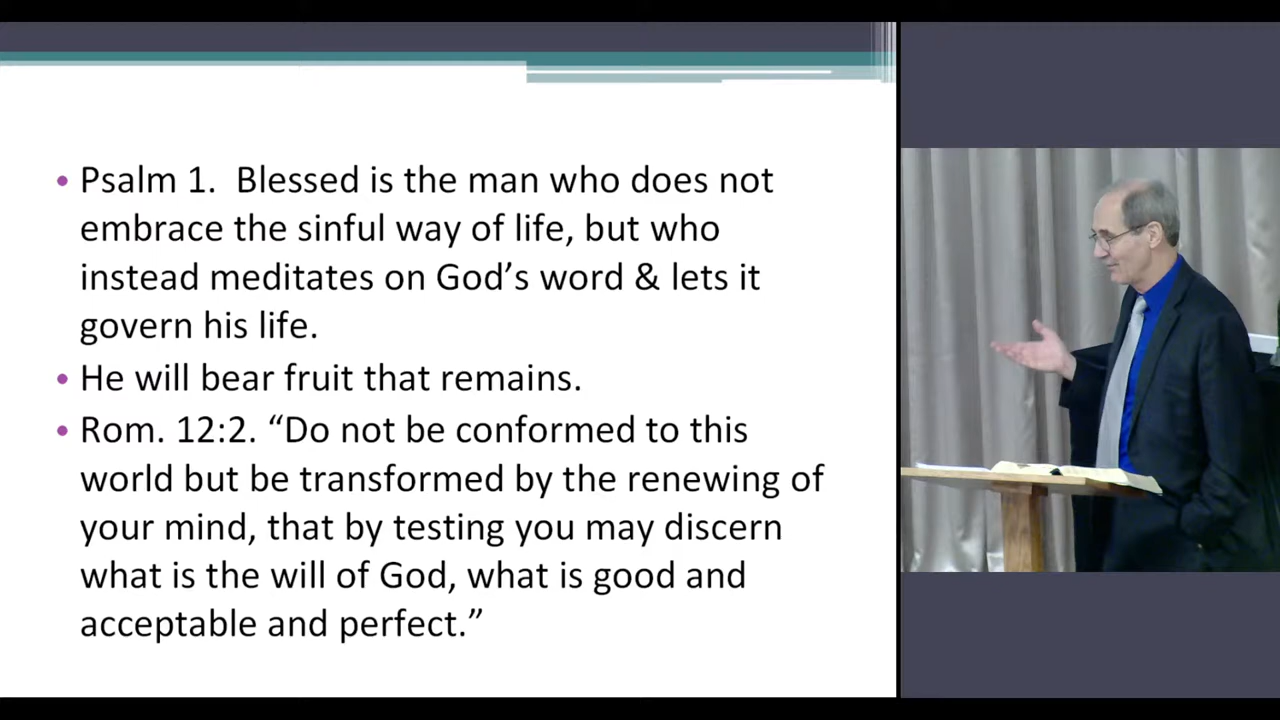 • Psalm 1.  Blessed is the man who does not
embrace the sinful way of life, but who
instead meditates on God’s word & lets it
govern his life.
• He will bear fruit that remains.
• Rom. 12:2. “Do not be conformed to this
world but be transformed by the renewing of
your mind, that by testing you may discern
what is the will of God, what is good and
acceptable and perfect.”